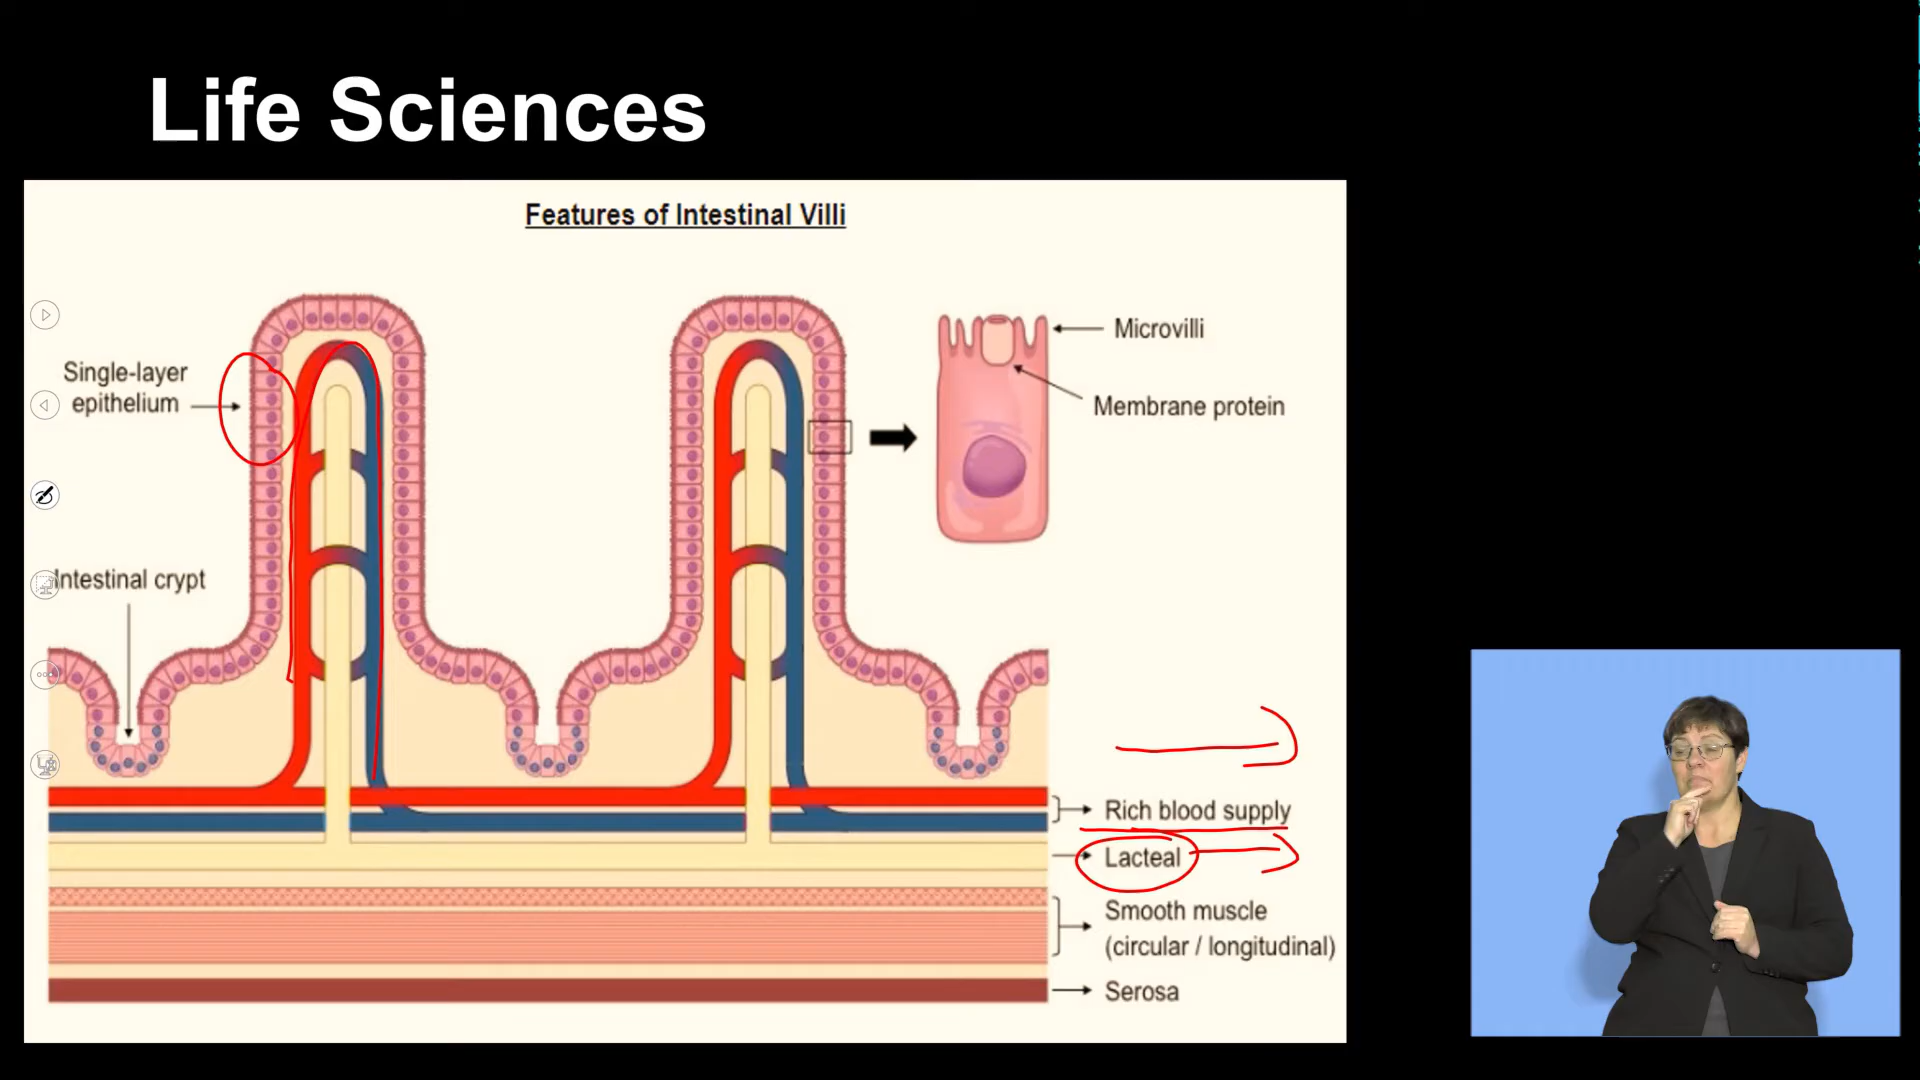 Life Sciences
Features of Intestinal Villi
Microvilli
Single-layer
epithelium
Membrane protein
Intestinal crypt
Rich blood supply
Lacteal
Smooth muscle
(circular / longitudinal)
Serosa